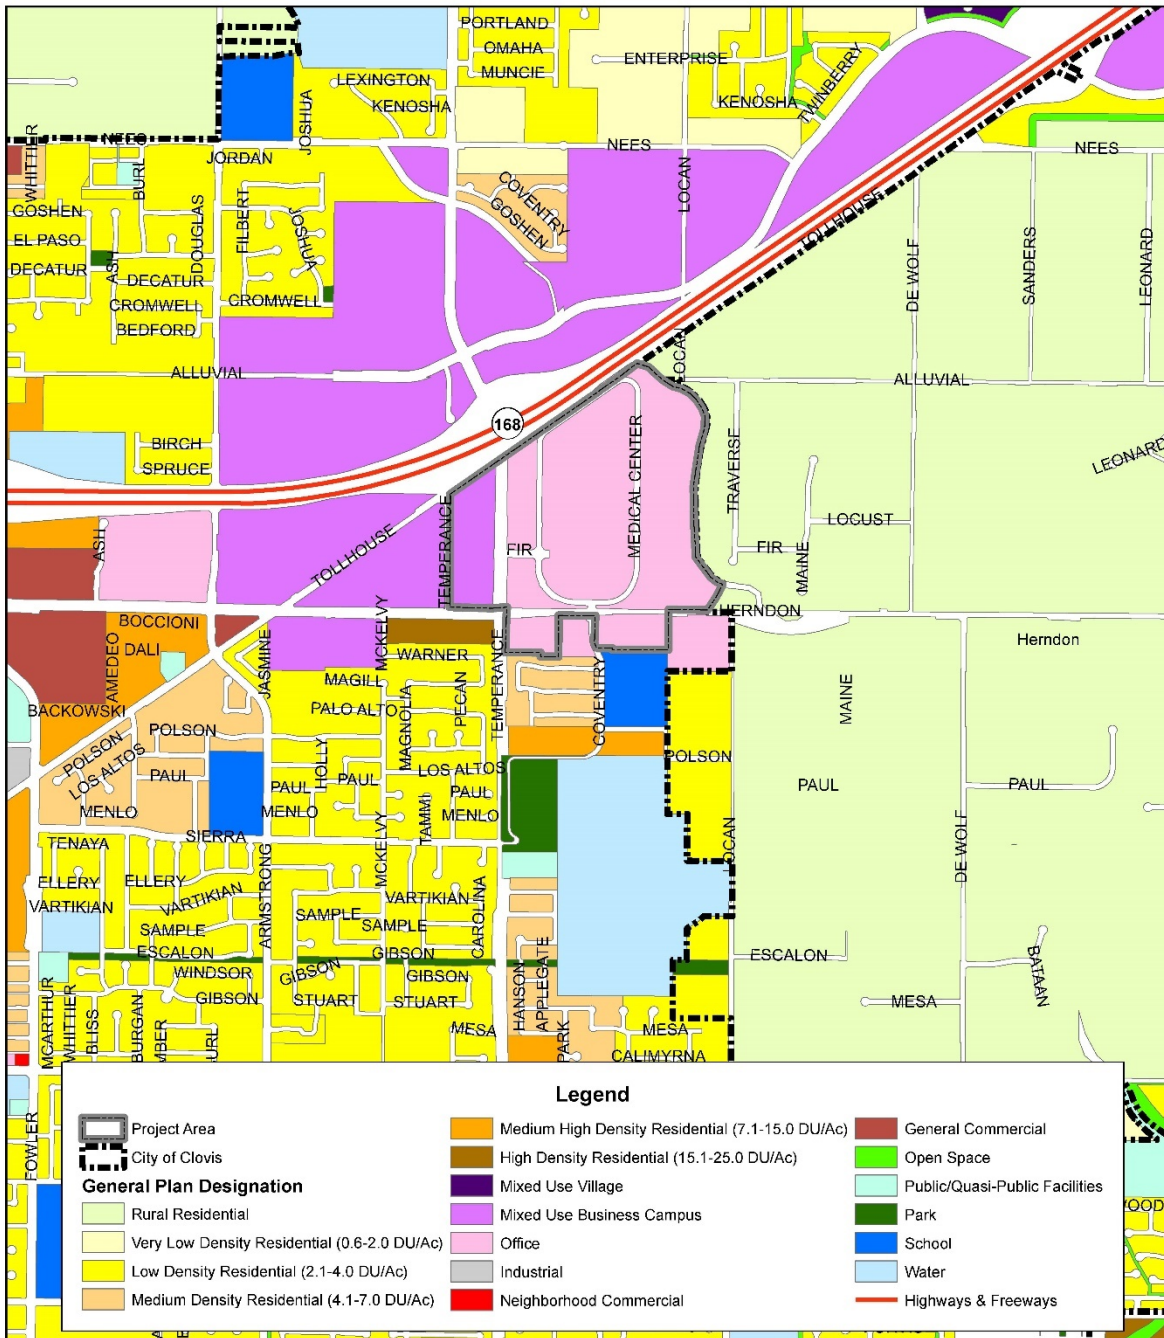 PORTLAND
OMAHA
MUNCIE
ENTERPRISE
TWINBERRY
LEXINGTON
KENOSHA
KENOSHA
JOSHUA
NEES
NEES
NEES
WHITTIER
BURL
JORDAN
LOCAN
COVENTRY
GOSHEN
GOSHEN
DOUGLAS
FILBERT
JOSHUA
TOLLHOUSE
EL PASO
DECATUR
ASH
DECATUR
CROMWELL
CROMWELL
BEDFORD
DE WOLF
SANDERS
LEONARD
LOCAN
ALLUVIAL
ALLUVIAL
168
BIRCH
SPRUCE
MEDICAL CENTER
TRAVERSE
LEONARD
ASH
TOLLHOUSE
TEMPERANCE
FIR
LOCUST
FIR
MAINE
HERNDON
Herndon
BOCCIONI
DALI
AMEDEO
JASMINE
MCKELVY
WARNER
TEMPERANCE
MAGILL
PECAN
COVENTRY
MAINE
BACKOWSKI
PALO ALTO
MAGNOLIA
POLSON
POLSON
LOS ALTOS
PAUL
HOLLY
PAUL
LOS ALTOS
POLSON
PAUL
PAUL
PAUL
PAUL
MENLO
MENLO
MENLO
TAMMI
MCKELVY
SIERRA
TENAYA
LOCAN
DE WOLF
ELLERY
ELLERY
VARTIKIAN
VARTIKIAN
VARTIKIAN
ARMSTRONG
CAROLINA
SAMPLE
SAMPLE
SAMPLE
ESCALON
GIBSON
ESCALON
WINDSOR
GIBSON
GIBSON
GIBSON
HANSON
APPLEGATE
BATAAN
MCARTHUR
WHITTIER
BLISS
BURGAN
STUART
STUART
MESA
PARK
MESA
MESA
CALIMYRNA
FOWLER
Legend
Project Area
City of Clovis
General Plan Designation
Rural Residential
Very Low Density Residential (0.6-2.0 DU/Ac)
Low Density Residential (2.1-4.0 DU/Ac)
Medium Density Residential (4.1-7.0 DU/Ac)
Medium High Density Residential (7.1-15.0 DU/Ac)
High Density Residential (15.1-25.0 DU/Ac)
Mixed Use Village
Mixed Use Business Campus
Office
Industrial
Neighborhood Commercial
General Commercial
Open Space
Public/Quasi-Public Facilities
Park
School
Water
Highways & Freeways